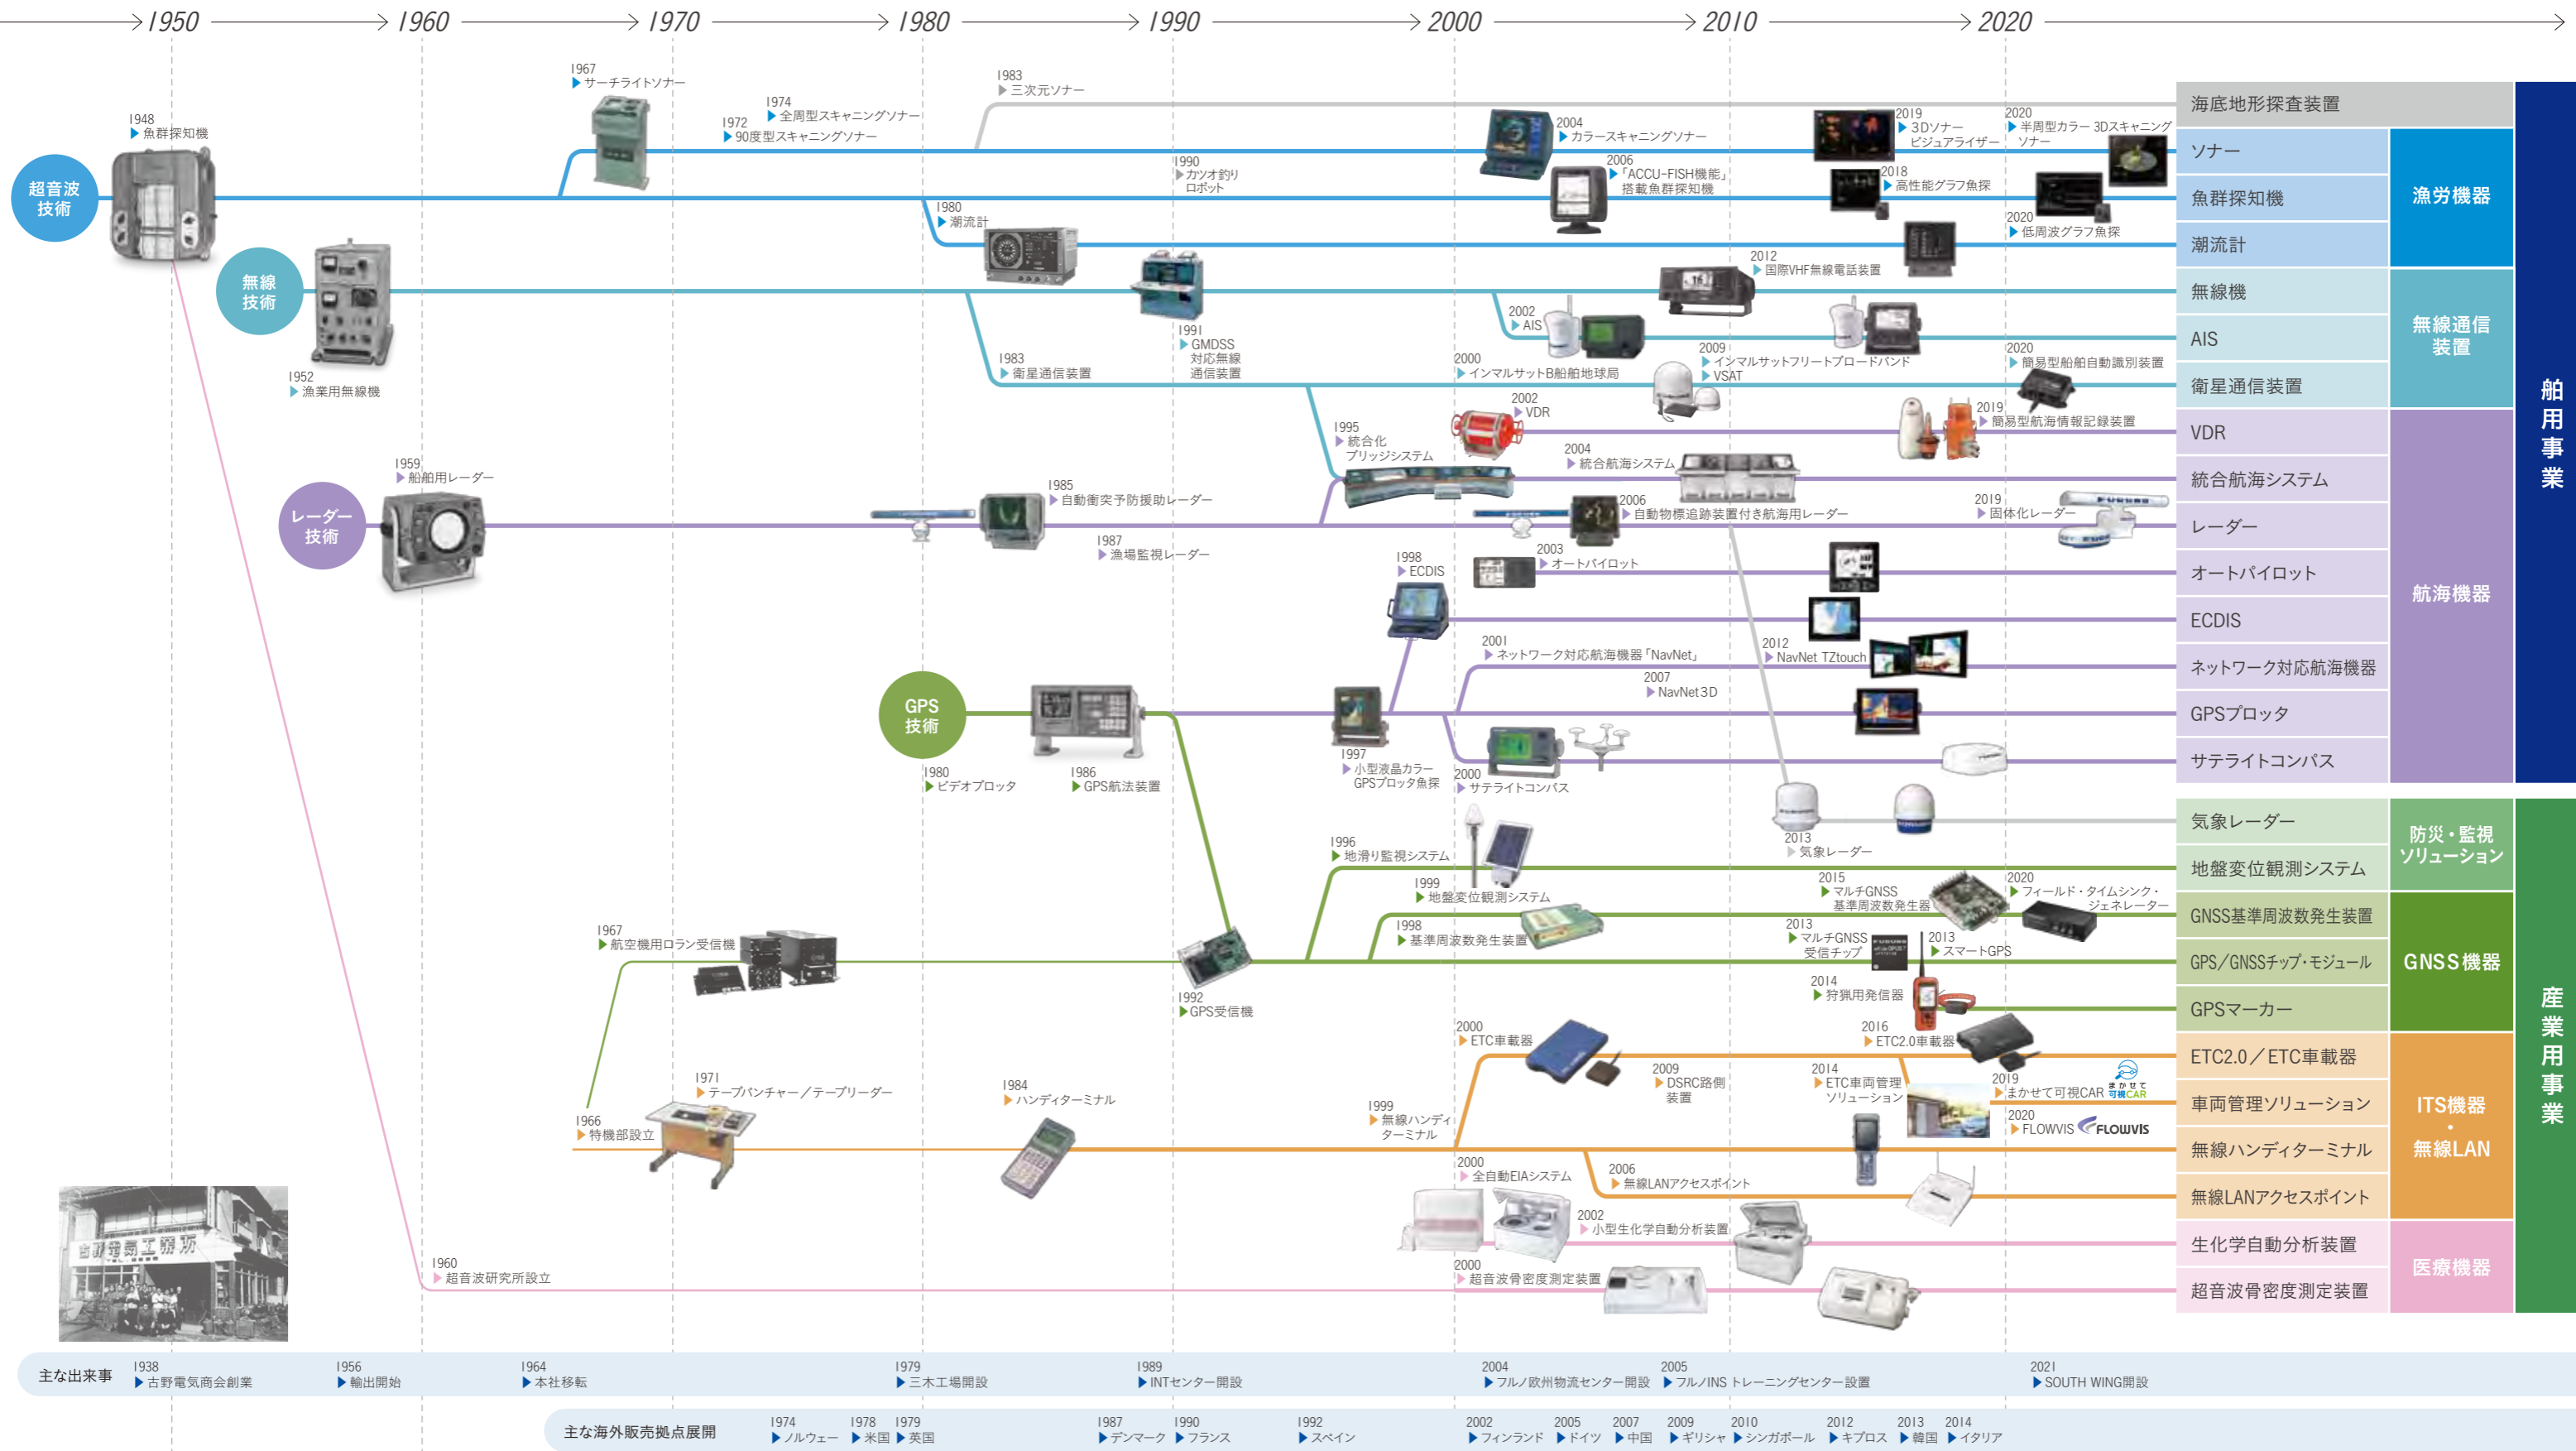 1950
1960
1970
1980
1990
2000
2010
2020
超音波
技術
無線
技術
レーダー
技術
GPS
技術
1948
魚群探知機
1967
サーチライトソナー
1972
90度型スキャニングソナー
1974
全周型スキャニングソナー
1983
三次元ソナー
1990
カツオ釣り
ロボット
2004
カラースキャニングソナー
2006
「ACCU-FISH機能」
搭載魚群探知機
2019
3Dソナー
ビジュアライザー
2020
半周型カラー 3Dスキャニング
ソナー
2018
高性能グラフ魚探
2020
低周波グラフ魚探
1980
潮流計
1952
漁業用無線機
1983
衛星通信装置
1991
GMDSS
対応無線
通信装置
2012
国際VHF無線電話装置
2002
AIS
2000
インマルサットB船舶地球局
2009
インマルサットフリートブロードバンド
VSAT
2020
簡易型船舶自動識別装置
1995
統合化
ブリッジシステム
2002
VDR
2019
簡易型航海情報記録装置
2004
統合航海システム
1959
船舶用レーダー
1985
自動衝突予防援助レーダー
1987
漁場監視レーダー
2006
自動物標追跡装置付き航海用レーダー
2019
固体化レーダー
FURUNO
1998
ECDIS
2003
オートパイロット
2001
ネットワーク対応航海機器「NavNet」
2007
NavNet3D
2012
NavNet TZtouch
1980
ビデオプロッタ
1986
GPS航法装置
1997
小型液晶カラー
GPSプロッタ魚探
2000
サテライトコンパス
2013
気象レーダー
1996
地滑り監視システム
1999
地盤変位観測システム
1998
基準周波数発生装置
2015
マルチGNSS
基準周波数発生器
2020
フィールド・タイムシンク・
ジェネレーター
1967
航空機用ロラン受信機
1992
GPS受信機
2013
マルチGNSS
受信チップ
2013
スマートGPS
2014
狩猟用発信器
1966
特機部設立
1971
テープパンチャー/テープリーダー
1984
ハンディターミナル
1999
無線ハンディ
ターミナル
2000
ETC車載器
2009
DSRC路側
装置
2014
ETC車両管理
ソリューション
2016
ETC2.0車載器
2019
まかせて可視CAR
まかせて
可視CAR
2020
FLOWVIS
FLOWVIS
2006
無線LANアクセスポイント
2000
全自動EIAシステム
2002
小型生化学自動分析装置
2000
超音波骨密度測定装置
1960
超音波研究所設立
古野電気工業所
海底地形探査装置
ソナー
魚群探知機
潮流計
漁労機器
無線機
AIS
衛星通信装置
無線通信
装置
VDR
統合航海システム
レーダー
オートパイロット
ECDIS
ネットワーク対応航海機器
GPSプロッタ
サテライトコンパス
航海機器
舶用事業
気象レーダー
地盤変位観測システム
防災・監視
ソリューション
GNSS基準周波数発生装置
GPS/GNSSチップ・モジュール
GPSマーカー
GNSS機器
ETC2.0/ETC車載器
車両管理ソリューション
無線ハンディターミナル
無線LANアクセスポイント
ITS機器
・
無線LAN
生化学自動分析装置
超音波骨密度測定装置
医療機器
産業用事業
主な出来事
1938
古野電気商会創業
1956
輸出開始
1964
本社移転
1979
三木工場開設
1989
INTセンター開設
2004
フルノ欧州物流センター開設
2005
フルノINS トレーニングセンター設置
2021
SOUTH WING開設
主な海外販売拠点展開
1974
ノルウェー
1978
米国
1979
英国
1987
デンマーク
1990
フランス
1992
スペイン
2002
フィンランド
2005
ドイツ
2007
中国
2009
ギリシャ
2010
シンガポール
2012
キプロス
2013
韓国
2014
イタリア